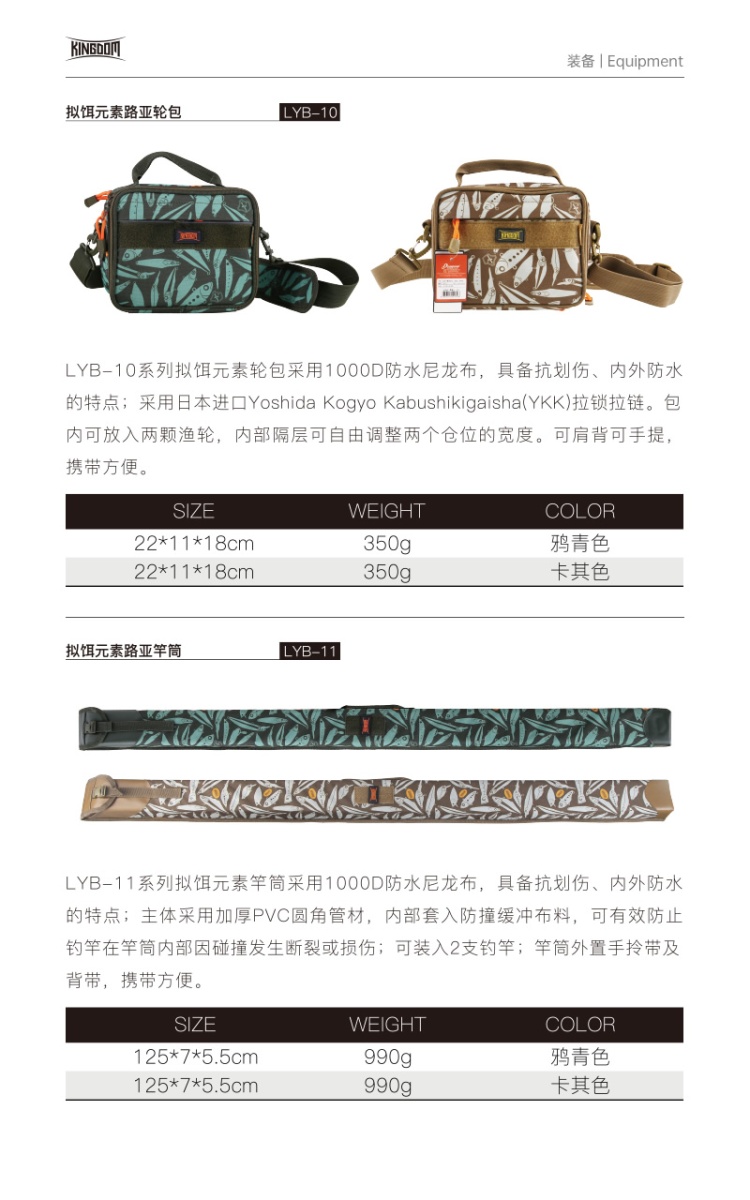 KINGDOM
装备 | Equipment
拟饵元素路亚轮包 LYB-10
KINGDOM KINGDOM
LYB-10系列拟饵元素轮包采用1000D防水尼龙布，具备抗划伤、内外防水
的特点；采用日本进口Yoshida Kogyo Kabushikigaisha(YKK)拉锁拉链。包
内可放入两颗渔轮，内部隔层可自由调整两个仓位的宽度。可肩背可手提，
携带方便。
SIZE WEIGHT COLOR
22*11*18cm 350g 鸦青色
22*11*18cm 350g 卡其色
拟饵元素路亚竿筒 LYB-11
LYB-11系列拟饵元素竿筒采用1000D防水尼龙布，具备抗划伤、内外防水
的特点；主体采用加厚PVC圆角管材，内部套入防撞缓冲布料，可有效防止
钓竿在竿筒内部因碰撞发生断裂或损伤；可装入2支钓竿；竿筒外置手拎带及
背带，携带方便。
SIZE WEIGHT COLOR
125*7*5.5cm 990g 鸦青色
125*7*5.5cm 990g 卡其色